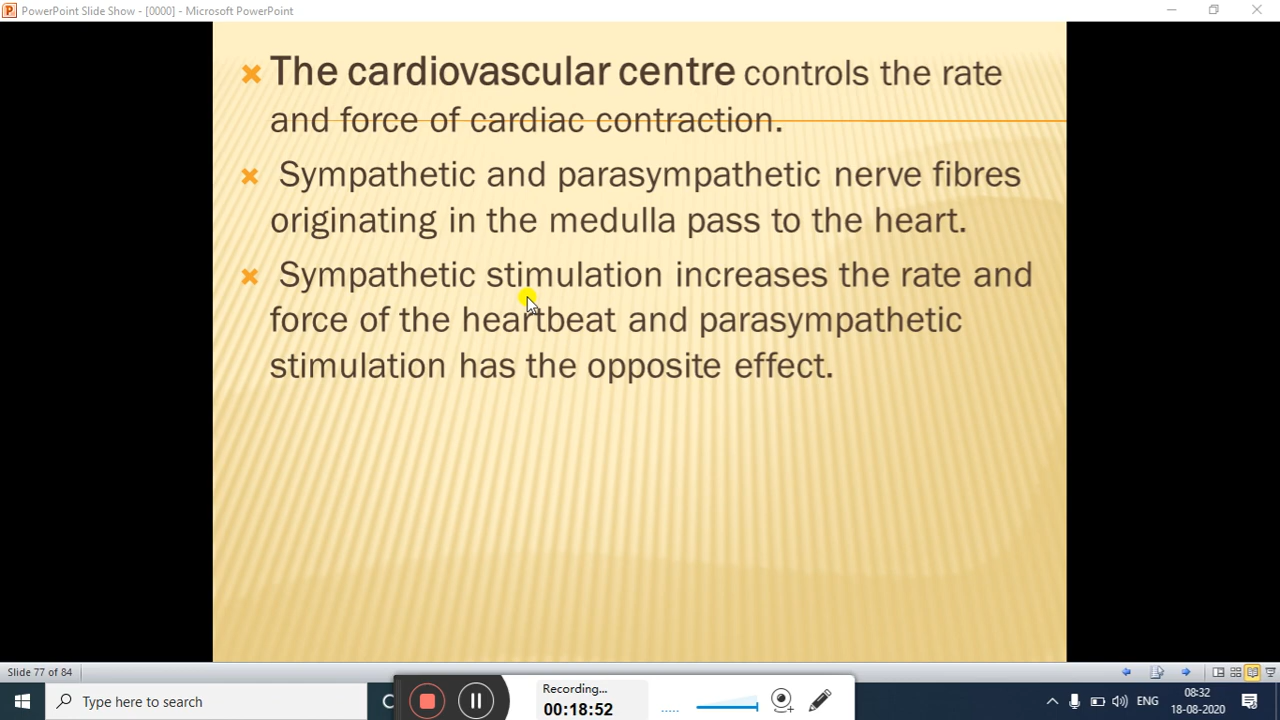 PowerPoint Slide Show - [0000] - Microsoft PowerPoint
The cardiovascular centre controls the rate
and force of cardiac contraction.
Sympathetic and parasympathetic nerve fibres
originating in the medulla pass to the heart.
Sympathetic stimulation increases the rate and
force of the heartbeat and parasympathetic
stimulation has the opposite effect.
Slide 77 of 84
Type here to search
Recording...
00:18:52
ENG
08:32
18-08-2020